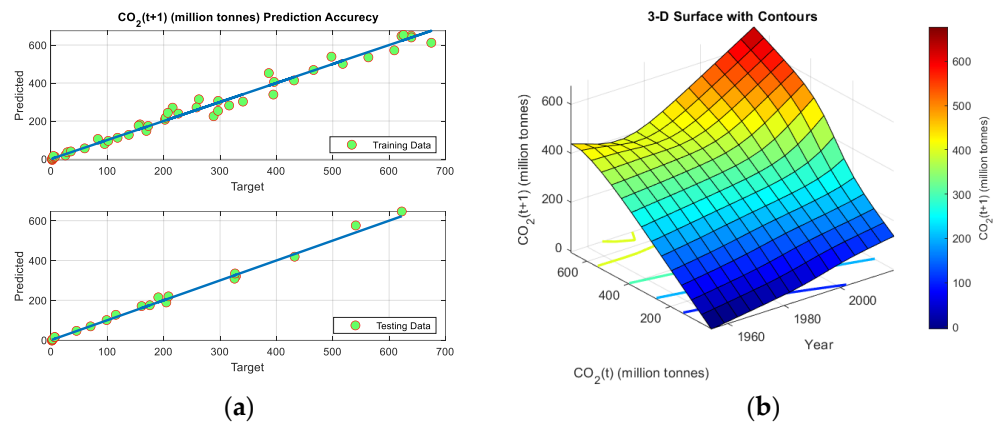 CO2(t+1) (million tonnes) Prediction Accurecy
600
400
200
0
Predicted
Training Data
0 100 200 300 400 500 600 700
Target
600
400
200
0
Predicted
Testing Data
0 100 200 300 400 500 600 700
Target
(a)
3-D Surface with Contours
600
400
200
0
CO2(t+1) (million tonnes)
600
400
200
CO2(t) (million tonnes)
1960
1980
2000
Year
600
500
400
300
200
100
0
CO2(t+1) (million tonnes)
(b)